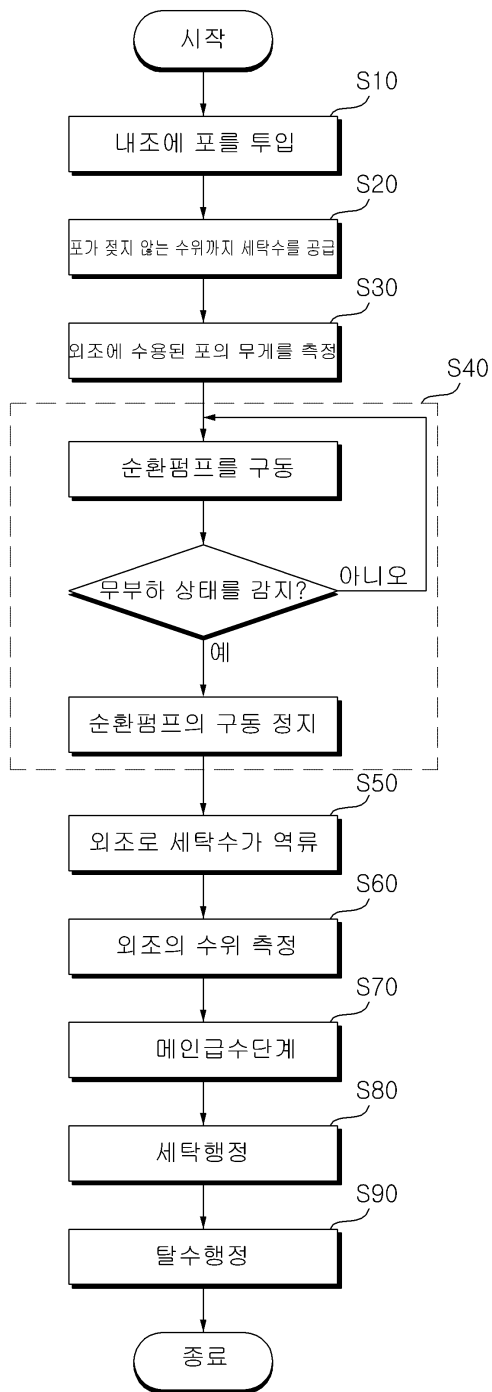 시작
S10
내조에 포를 투입
S20
포가 젖지 않는 수위까지 세탁수를 공급
S30
외조에 수용된 포의 무게를 측정
S40
순환펌프를 구동
무부하 상태를 감지?
아니오
예
순환펌프의 구동 정지
S50
외조로 세탁수가 역류
S60
외조의 수위 측정
S70
메인급수단계
S80
세탁행정
S90
탈수행정
종료